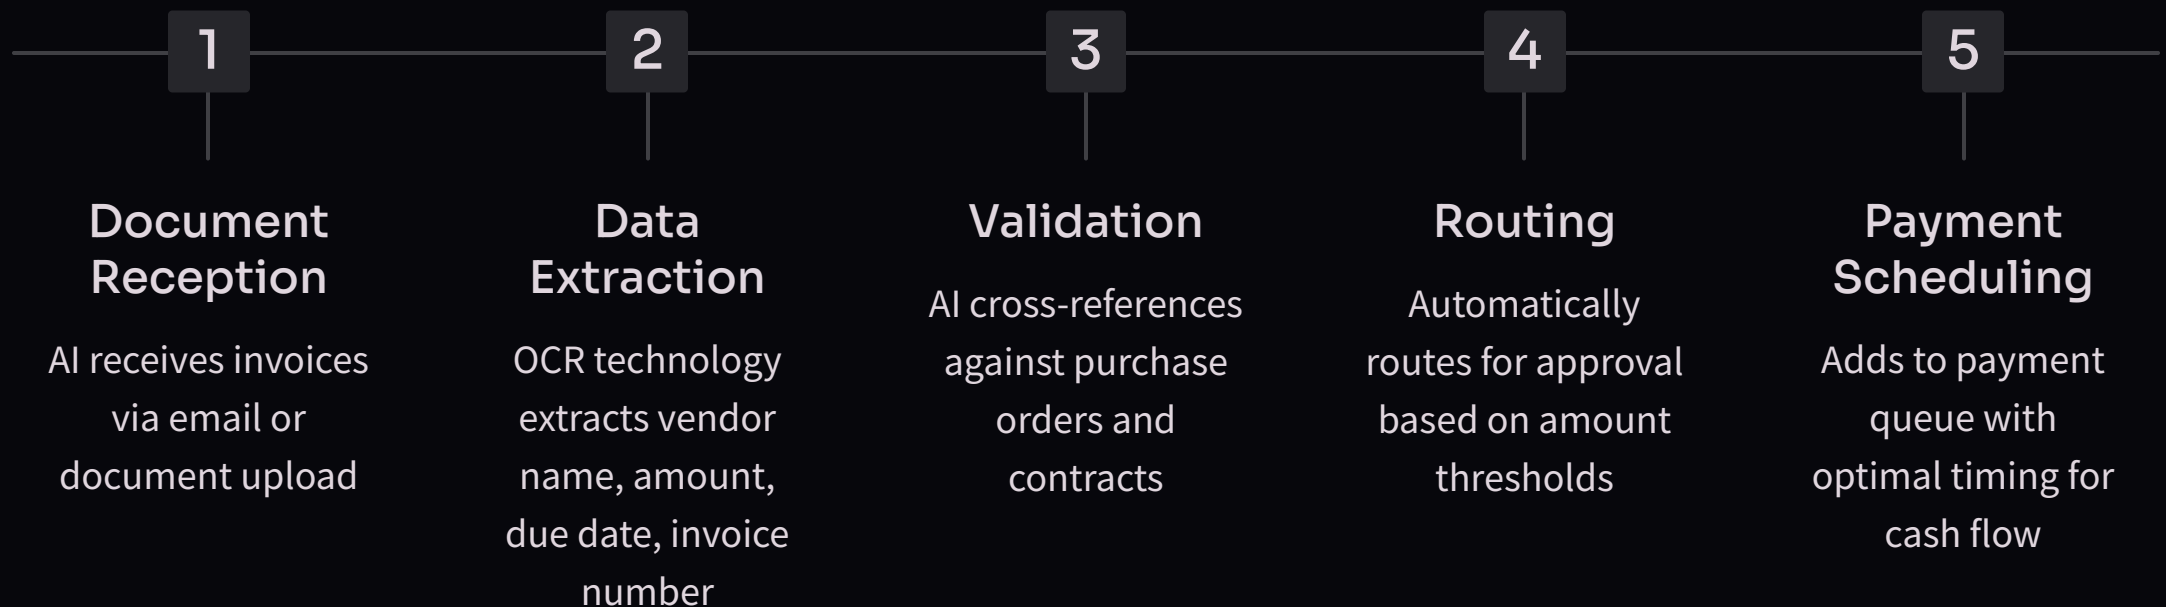 1
Document
Reception
AI receives invoices
via email or
document upload
2
Data
Extraction
OCR technology
extracts vendor
name, amount,
due date, invoice
number
3
Validation
AI cross-references
against purchase
orders and
contracts
4
Routing
Automatically
routes for approval
based on amount
thresholds
5
Payment
Scheduling
Adds to payment
queue with
optimal timing for
cash flow